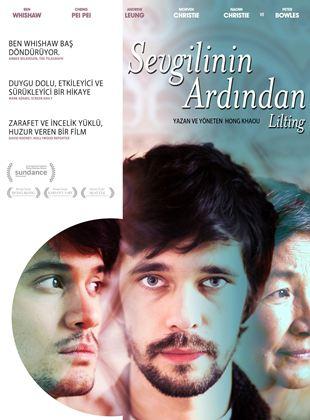 BEN WHISHAW
CHENG PEI PEI
ANDREW LEUNG
MORVEN CHRISTIE
NAOMI CHRISTIE
VE
PETER BOWLES
BEN WHISHAW BAŞ
DÖNDÜRÜYOR.
DUYGU DOLU, ETKİLEYİCİ VE
SÜRÜKLEYİCİ BİR HİKAYE
ZARAFET VE İNCELİK YÜKLÜ,
HUZUR VEREN BİR FİLM
sundance
Sevgilinin
Ardından
YAZAN VE YÖNETEN HONG KHAOU
Lilting